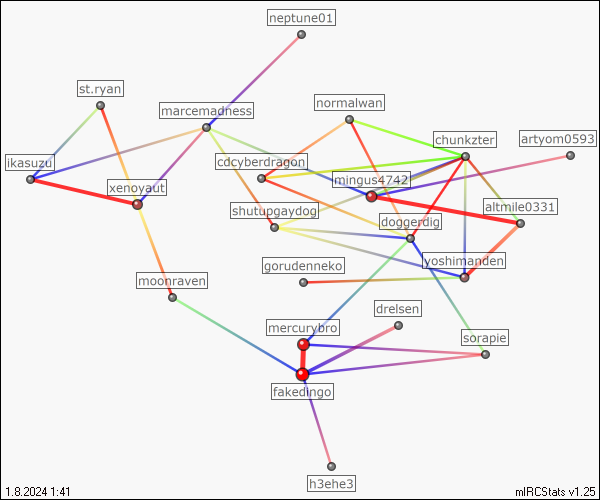 neptune01
st.ryan
marcemadness
normalwan
chunkzter
artyom0593
ikasuzu
cdcyberdragon
xenoyaut
mingus4742
shutupgaydog
altmile0331
doggerdig
gorudenneko
yoshimanden
moonraven
drelsen
mercurybro
sorapie
fakedingo
h3ehe3
1.8.2024 1:41
mIRCStats v1.25